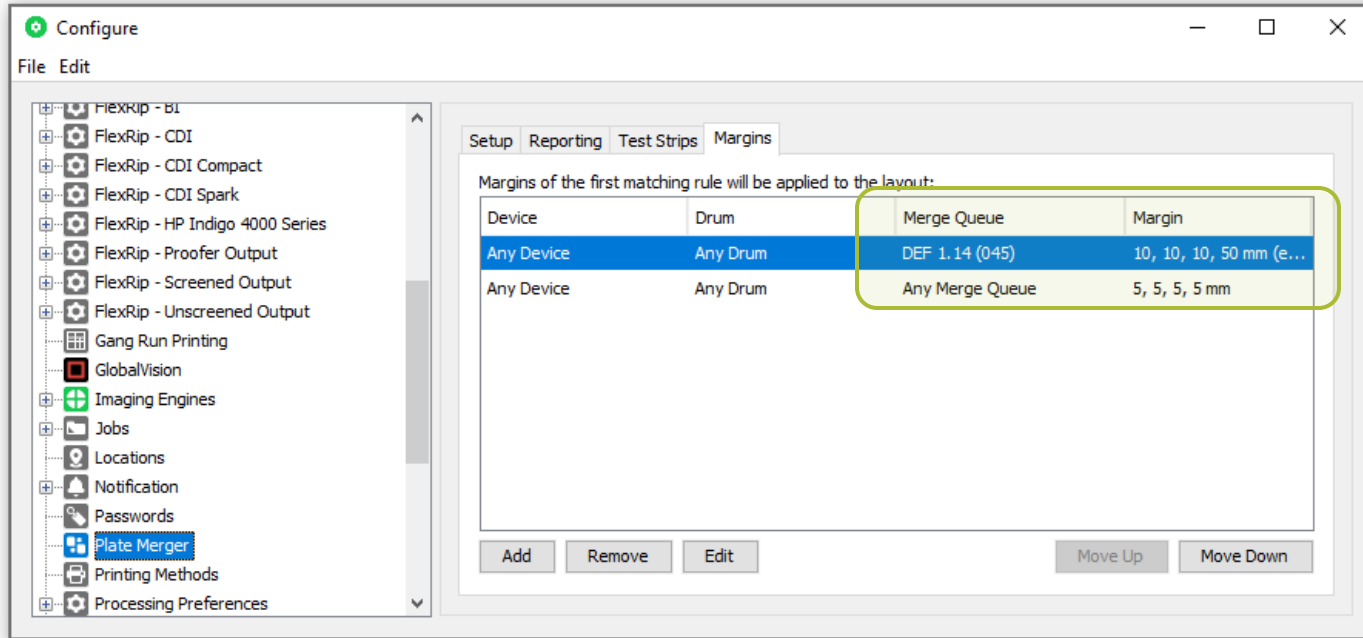 Configure
File Edit
FlexRip - BI
FlexRip - CDI
FlexRip - CDI Compact
FlexRip - CDI Spark
FlexRip - HP Indigo 4000 Series
FlexRip - Proofer Output
FlexRip - Screened Output
FlexRip - Unscreened Output
Gang Run Printing
GlobalVision
Imaging Engines
Jobs
Locations
Notification
Passwords
Plate Merger
Printing Methods
Processing Preferences
Setup Reporting Test Strips Margins
Margins of the first matching rule will be applied to the layout:
Device Drum Merge Queue Margin
Any Device Any Drum DEF 1.14 (045) 10, 10, 10, 50 mm (e...
Any Device Any Drum Any Merge Queue 5, 5, 5, 5 mm
Add Remove Edit Move Up Move Down